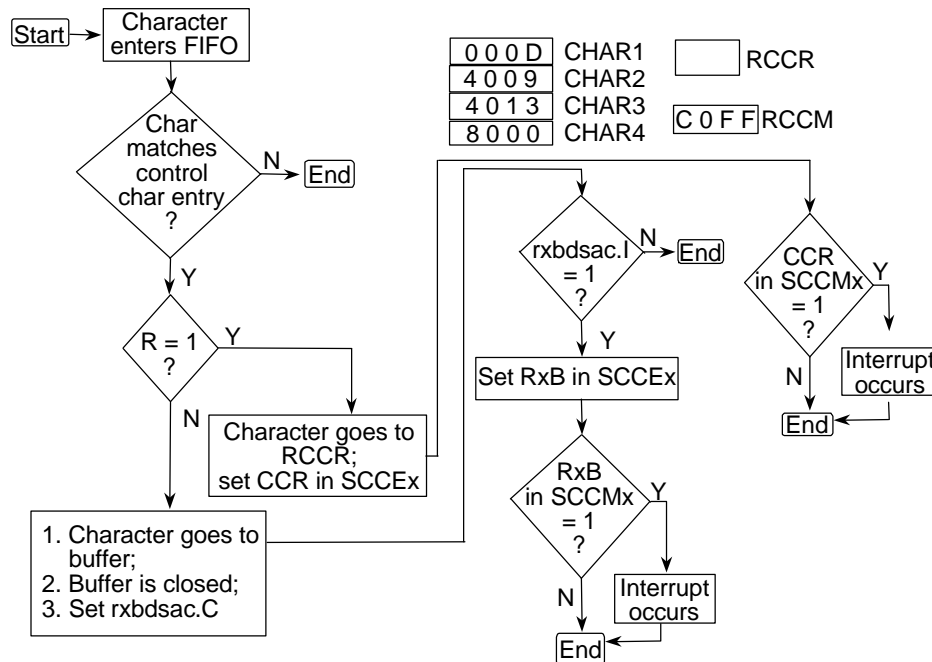 Start
Character
enters FIFO
Char
matches
control
char entry
?
N
End
Y
R = 1
?
Y
N
Character goes to
RCCR;
set CCR in SCCEx
1. Character goes to
buffer;
2. Buffer is closed;
3. Set rxbdsac.C
0 0 0 D CHAR1
4 0 0 9 CHAR2
4 0 1 3 CHAR3
8 0 0 0 CHAR4
RCCR
C 0 F F RCCM
rxbdsac.I
= 1
?
N
End
Y
Set RxB in SCCEx
RxB
in SCCMx
= 1
?
Y
N
Interrupt
occurs
End
CCR
in SCCMx
= 1
?
Y
N
Interrupt
occurs
End